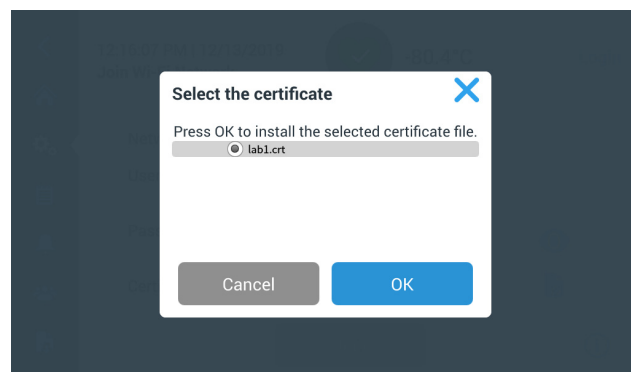 Select the certificate
Press OK to install the selected certificate file.
lab1.crt
Cancel
OK